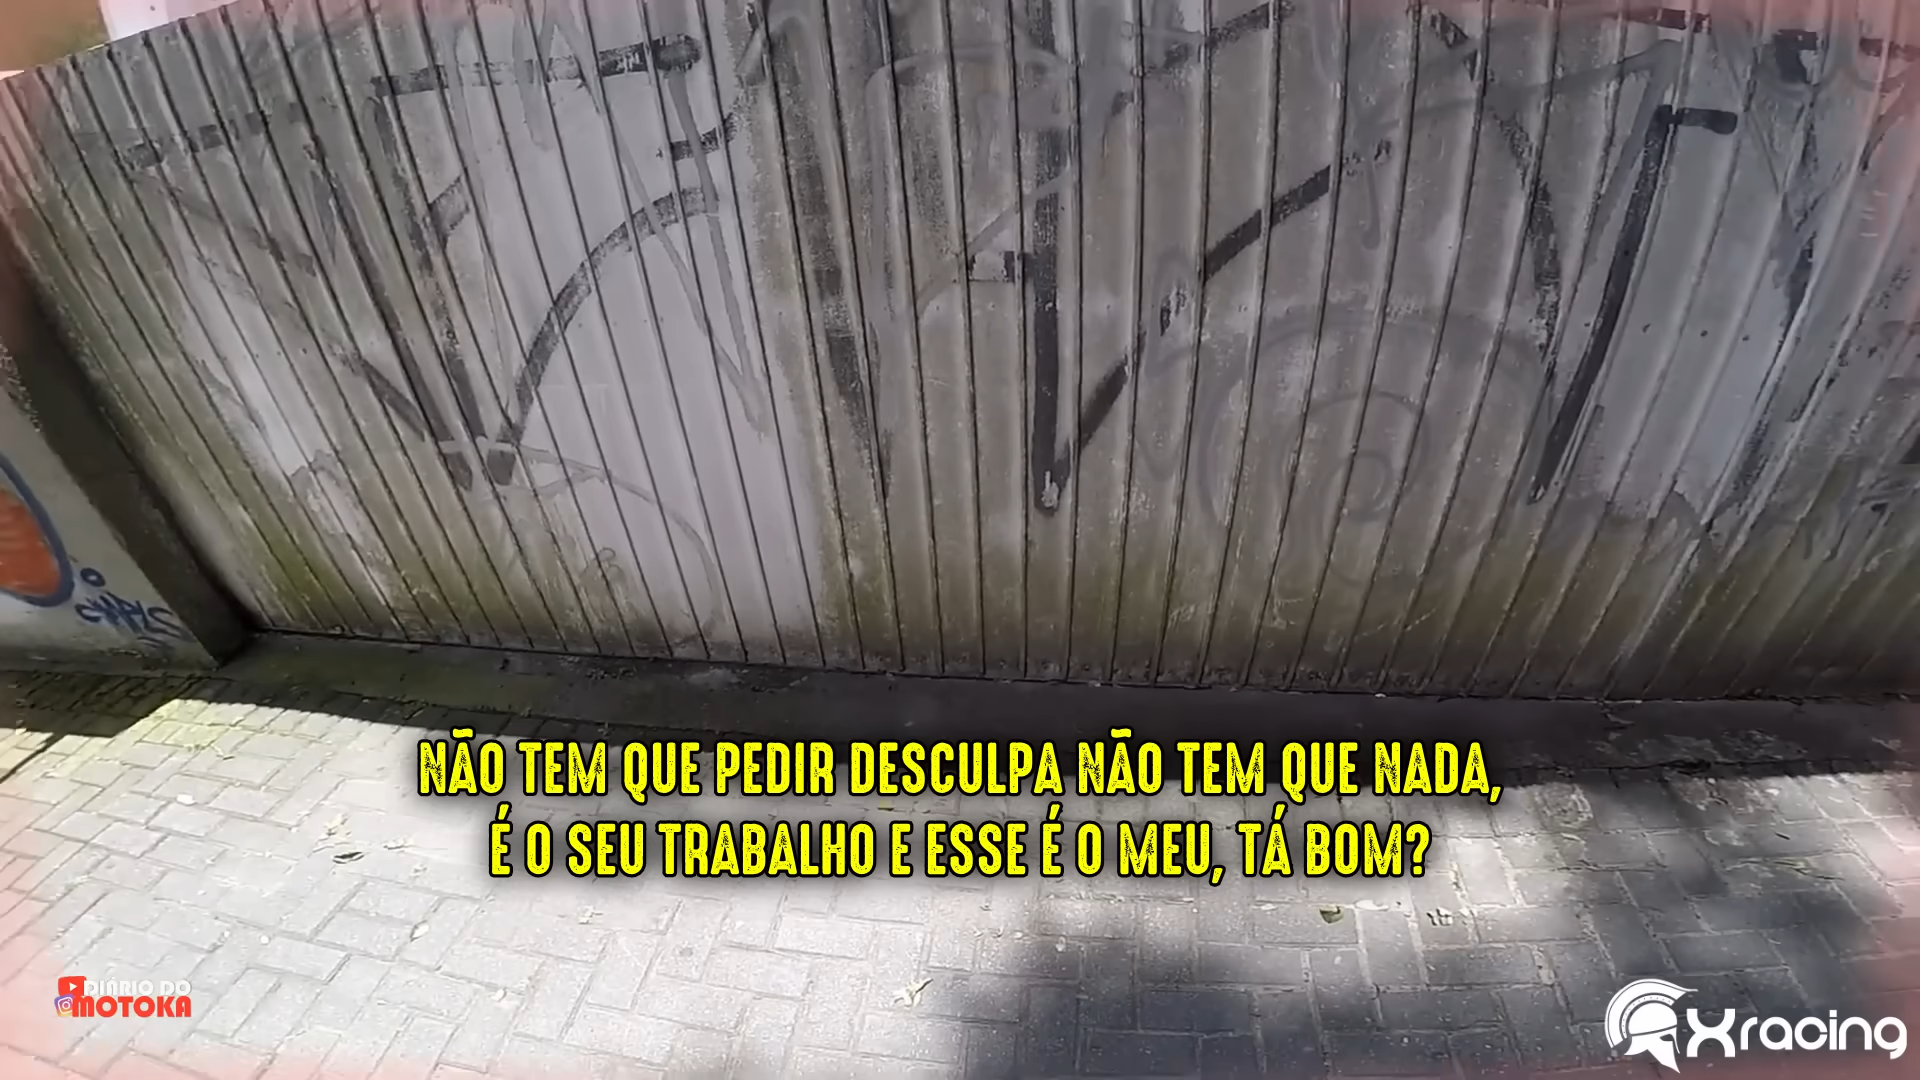 NÃO TEM QUE PEDIR DESCULPA NÃO TEM QUE NADA,
É O SEU TRABALHO E ESSE É O MEU, TÁ BOM?
DIÁRIO DO
MOTOKA
Xracing